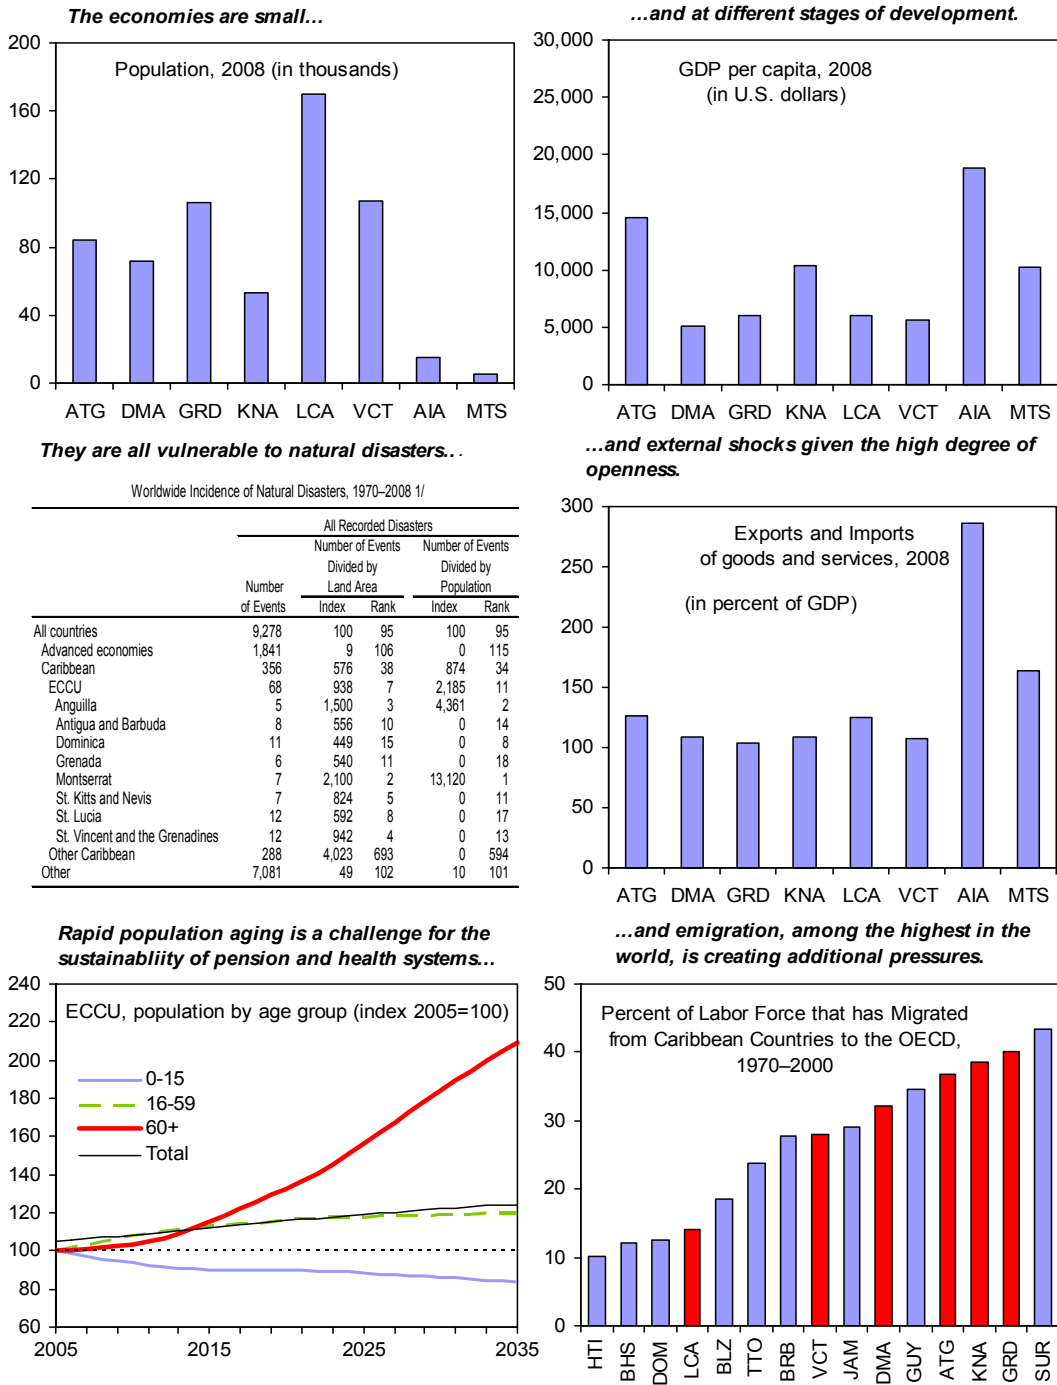 The economies are small...
200
160
120
80
40
0
Population, 2008 (in thousands)
ATG DMA GRD KNA LCA VCT AIA MTS
...and at different stages of development.
30,000
25,000
20,000
15,000
10,000
5,000
0
GDP per capita, 2008
(in U.S. dollars)
ATG DMA GRD KNA LCA VCT AIA MTS
They are all vulnerable to natural disasters...
Worldwide Incidence of Natural Disasters, 1970–2008 1/
All Recorded Disasters
Number of Events Number of Events
Divided by Divided by
Number Land Area Population
of Events Index Rank Index Rank
All countries 9,278 100 95 100 95
Advanced economies 1,841 9 106 0 115
Caribbean 356 576 38 874 34
ECCU 68 938 7 2,185 11
Anguilla 5 1,500 3 4,361 2
Antigua and Barbuda 8 556 10 0 14
Dominica 11 449 15 0 8
Grenada 6 540 11 0 18
Montserrat 7 2,100 2 13,120 1
St. Kitts and Nevis 7 824 5 0 11
St. Lucia 12 592 8 0 17
St. Vincent and the Grenadines 12 942 4 0 13
Other Caribbean 288 4,023 693 0 594
Other 7,081 49 102 10 101
...and external shocks given the high degree of
openness.
300
250
200
150
100
50
0
Exports and Imports
of goods and services, 2008
(in percent of GDP)
ATG DMA GRD KNA LCA VCT AIA MTS
Rapid population aging is a challenge for the
sustainabliity of pension and health systems...
240
220
200
180
160
140
120
100
80
60
ECCU, population by age group (index 2005=100)
0-15
16-59
60+
Total
2005 2015 2025 2035
...and emigration, among the highest in the
world, is creating additional pressures.
50
40
30
20
10
0
Percent of Labor Force that has Migrated
from Caribbean Countries to the OECD,
1970–2000
HTI BHS DOM LCA BLZ TTO BRB VCT JAM DMA GUY ATG KNA GRD SUR